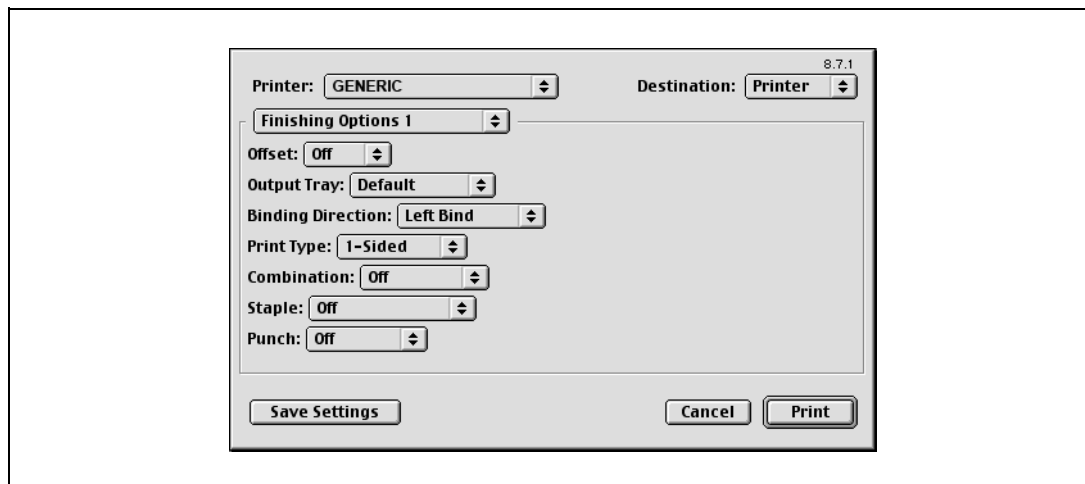 8.7.1
Printer: GENERIC Destination: Printer
Finishing Options 1
Offset: Off
Output Tray: Default
Binding Direction: Left Bind
Print Type: 1-Sided
Combination: Off
Staple: Off
Punch: Off
Save Settings Cancel Print